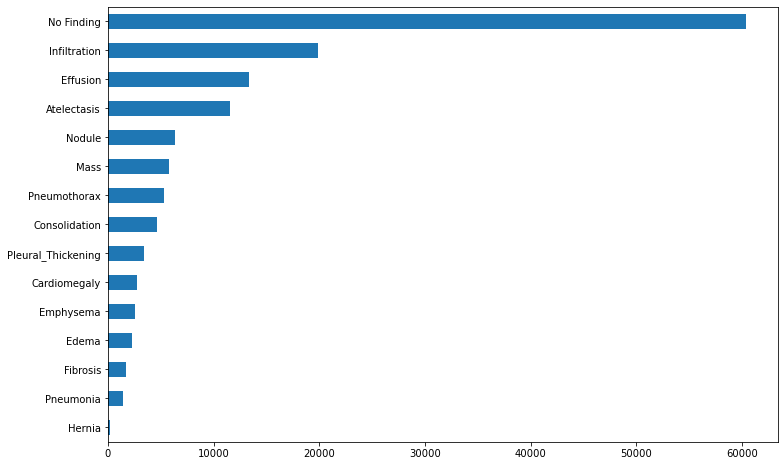 No Finding
Infiltration
Effusion
Atelectasis
Nodule
Mass
Pneumothorax
Consolidation
Pleural_Thickening
Cardiomegaly
Emphysema
Edema
Fibrosis
Pneumonia
Hernia
0 10000 20000 30000 40000 50000 60000